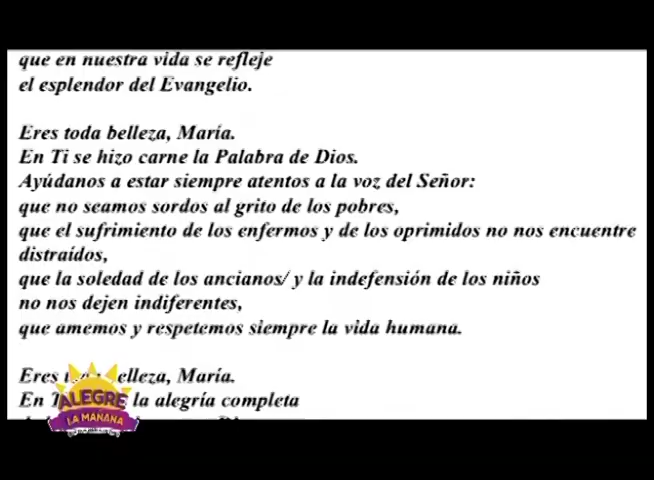 que en nuestra vida se refleje
el esplendor del Evangelio.
Eres toda belleza, María.
En Ti se hizo carne la Palabra de Dios.
Ayúdanos a estar siempre atentos a la voz del Señor:
que no seamos sordos al grito de los pobres,
que el sufrimiento de los enfermos y de los oprimidos no nos encuentre
distraídos,
que la soledad de los ancianos/ y la indefensión de los niños
no nos dejen indiferentes,
que amemos y respetemos siempre la vida humana.
Eres María.
En la alegría completa
ALEGRE
LA MAÑANA